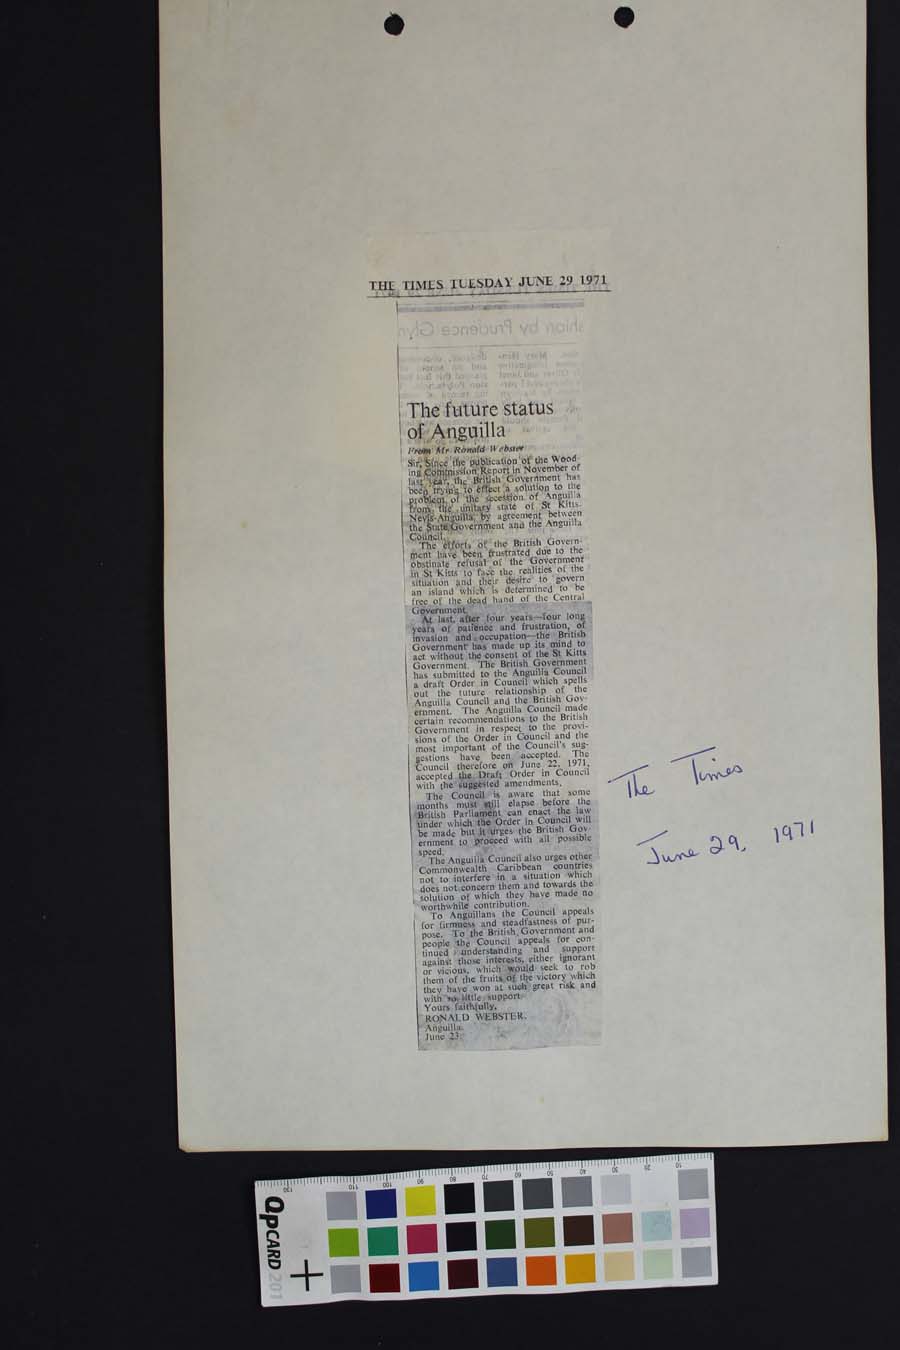 THE TIMES TUESDAY JUNE 29 1971
The future status
of Anguilla
From Mr Ronald Webster
Sir, Since the publication of the Wood-
ing Commission Report in November of
last year, the British Government has
been trying to effect a solution to the
problem of the secession of Anguilla
from the unitary state of St Kitts-
Nevis-Anguilla, by agreement between
the State Government and the Anguilla
Council.
The efforts of the British Govern-
ment have been frustrated due to the
obstinate refusal of the Government
in St Kitts to face the realities of the
situation and their desire to govern
an island which is determined to be
free of the dead hand of the Central
Government.
At last, after four years—four long
years of patience and frustration, of
invasion and occupation—the British
Government has made up its mind to
act without the consent of the St Kitts
Government. The British Government
has submitted to the Anguilla Council
a draft Order in Council which spells
out the future relationship of the
Anguilla Council and the British Gov-
ernment. The Anguilla Council made
certain recommendations to the British
Government in respect to the provi-
sions of the Order in Council and the
most important of the Council's sug-
gestions have been accepted. The
Council therefore on June 22, 1971,
accepted the Draft Order in Council
with the suggested amendments.
The Council is aware that some
months must still elapse before the
British Parliament can enact the law
under which the Order in Council will
be made but it urges the British Gov-
ernment to proceed with all possible
speed.
The Anguilla Council also urges other
Commonwealth Caribbean countries
not to interfere in a situation which
does not concern them and towards the
solution of which they have made no
worthwhile contribution.
To Anguillans the Council appeals
for firmness and steadfastness of pur-
pose. To the British Government and
people the Council appeals for con-
tinued understanding and support
against those interests, either ignorant
or vicious, which would seek to rob
them of the fruits of the victory which
they have won at such great risk and
with so little support.
Yours faithfully,
RONALD WEBSTER.
Anguilla.
June 23.
The Times
June 29, 1971
QPCARD 201
130 110 100 90 80 70 60 50 40 30 20 10